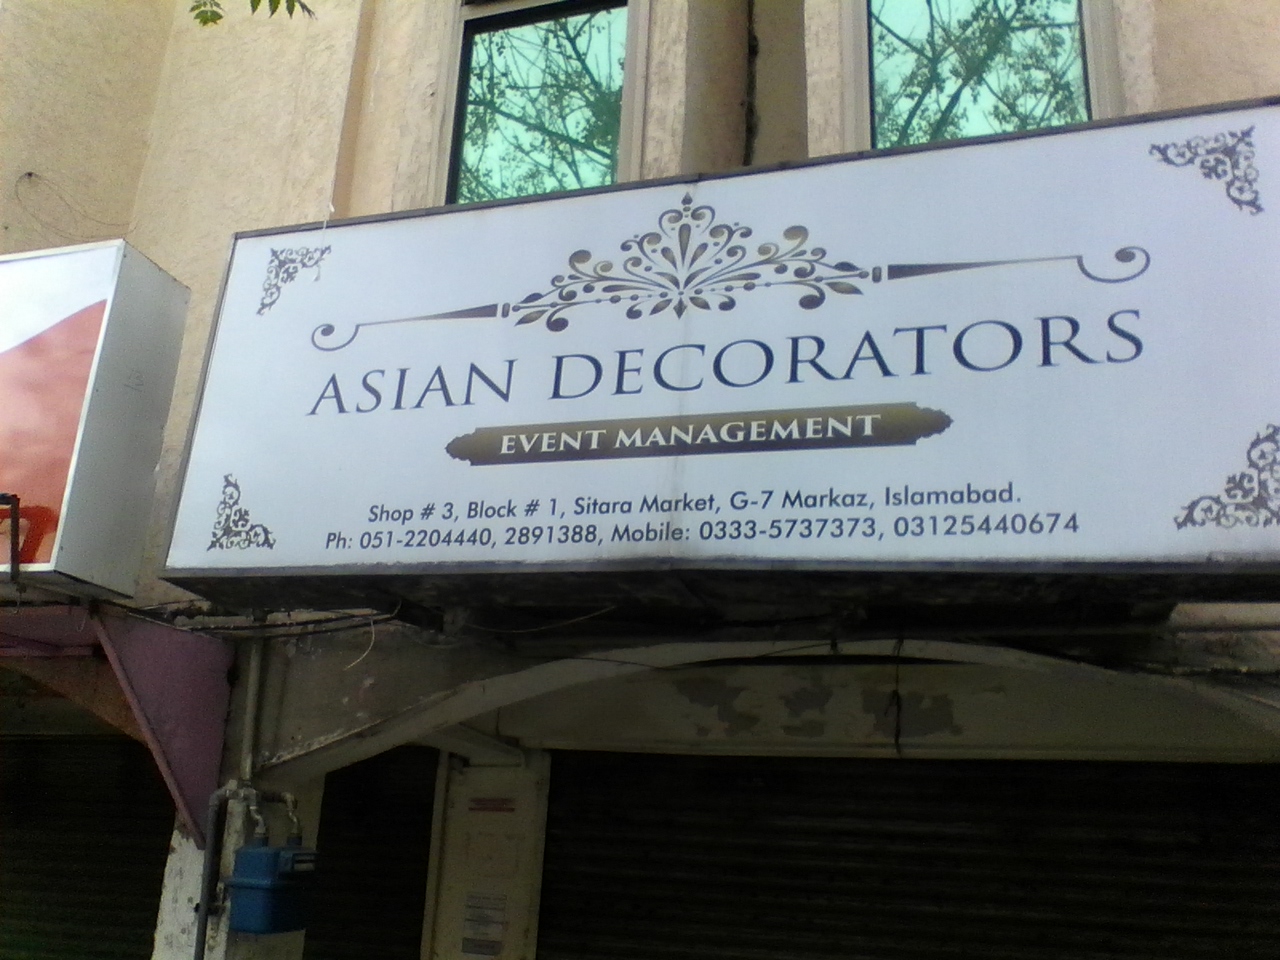 ASIAN DECORATORS
EVENT MANAGEMENT
Shop # 3, Block # 1, Sitara Market, G-7 Markaz, Islamabad.
Ph: 051-2204440, 2891388, Mobile: 0333-5737373, 03125440674